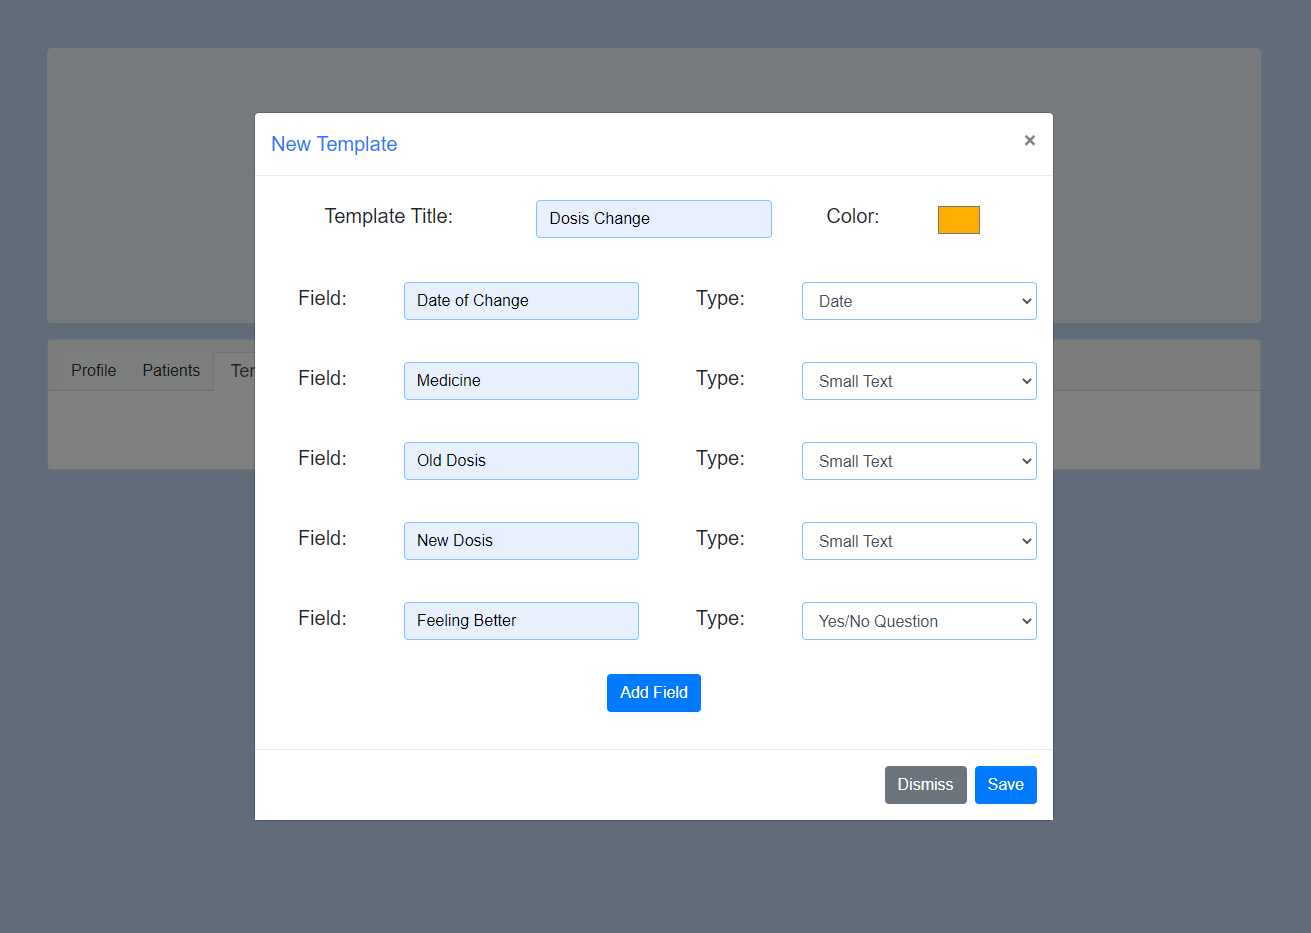 New Template ×
Template Title: Dosis Change Color:
Field: Date of Change Type: Date
Profile Patients
Field: Medicine Type: Small Text
Field: Old Dosis Type: Small Text
Field: New Dosis Type: Small Text
Field: Feeling Better Type: Yes/No Question
Add Field
Dismiss Save